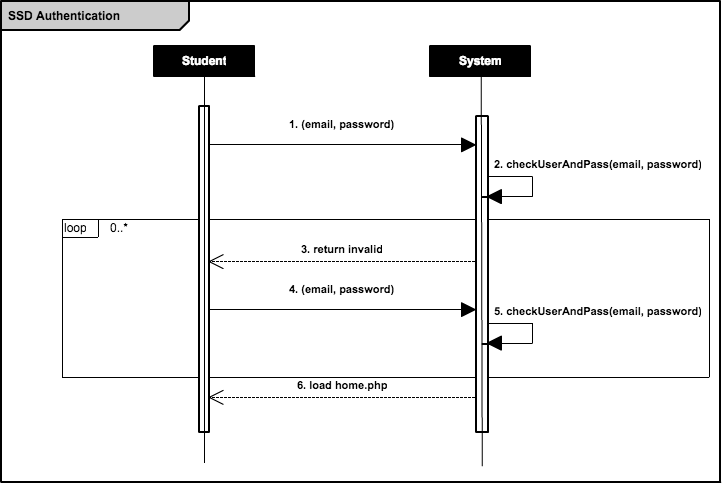 SSD Authentication
Student
System
1. (email, password)
2. checkUserAndPass(email, password)
loop
0..*
3. return invalid
4. (email, password)
5. checkUserAndPass(email, password)
6. load home.php